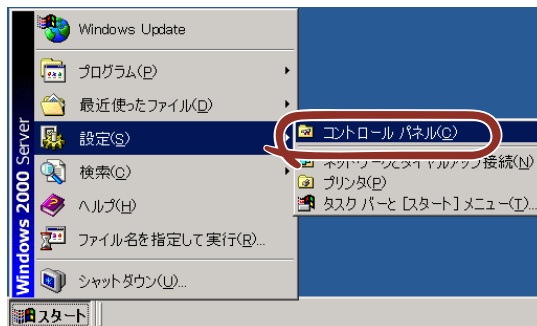 Windows Update
プログラム(P)
最近使ったファイル(D)
設定(S)
検索(C)
ヘルプ(H)
ファイル名を指定して実行(R)...
シャットダウン(U)...
コントロール パネル(C)
ネットワークとダイヤルアップ接続(N)
プリンタ(P)
タスク バーと [スタート] メニュー(T)...
Windows 2000 Server
スタート